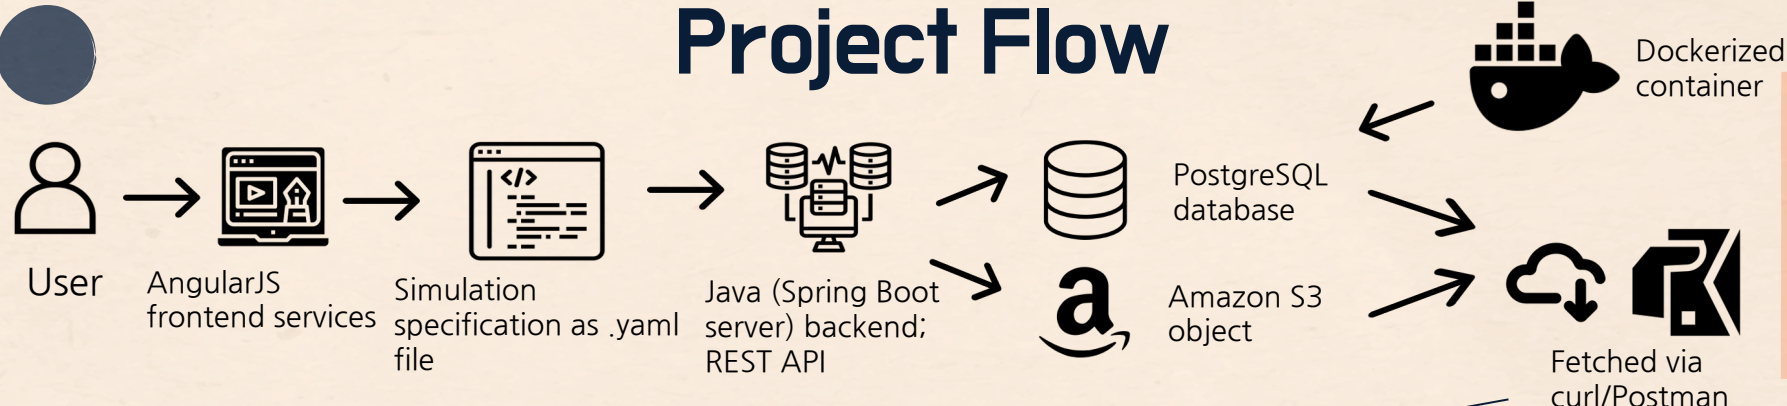 Project Flow
Dockerized
container
User
AngularJS
frontend services
Simulation
specification as .yaml
file
</>
Java (Spring Boot
server) backend;
REST API
PostgreSQL
database
a
Amazon S3
object
Fetched via
curl/Postman